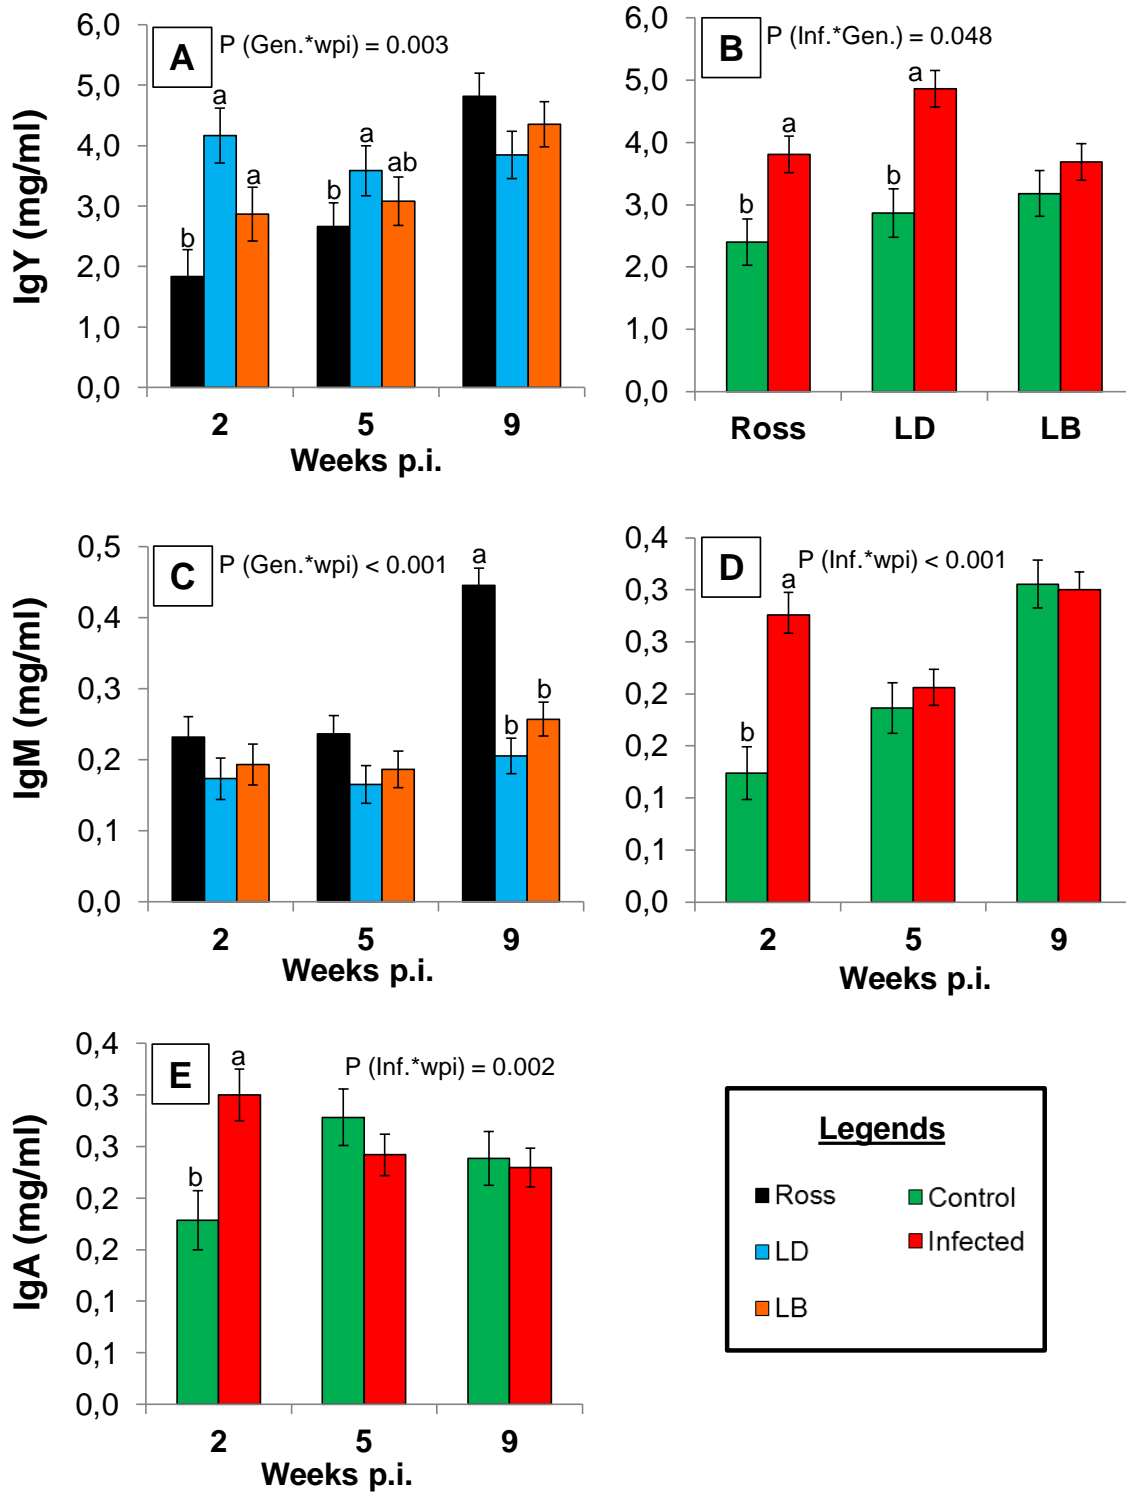 A
P (Gen.*wpi) = 0.003
IgY (mg/ml)
6,0
5,0
4,0
3,0
2,0
1,0
0,0
b
a
a
b
a
ab
2
5
9
Weeks p.i.
B
P (Inf.*Gen.) = 0.048
6,0
5,0
4,0
3,0
2,0
1,0
0,0
b
a
b
a
Ross
LD
LB
C
P (Gen.*wpi) < 0.001
IgM (mg/ml)
0,5
0,4
0,3
0,2
0,1
0,0
a
b
b
2
5
9
Weeks p.i.
D
P (Inf.*wpi) < 0.001
0,4
0,3
0,3
0,2
0,2
0,1
0,1
0,0
b
a
2
5
9
Weeks p.i.
E
P (Inf.*wpi) = 0.002
IgA (mg/ml)
0,4
0,3
0,3
0,2
0,2
0,1
0,1
0,0
b
a
2
5
9
Weeks p.i.
Legends
Ross
LD
LB
Control
Infected